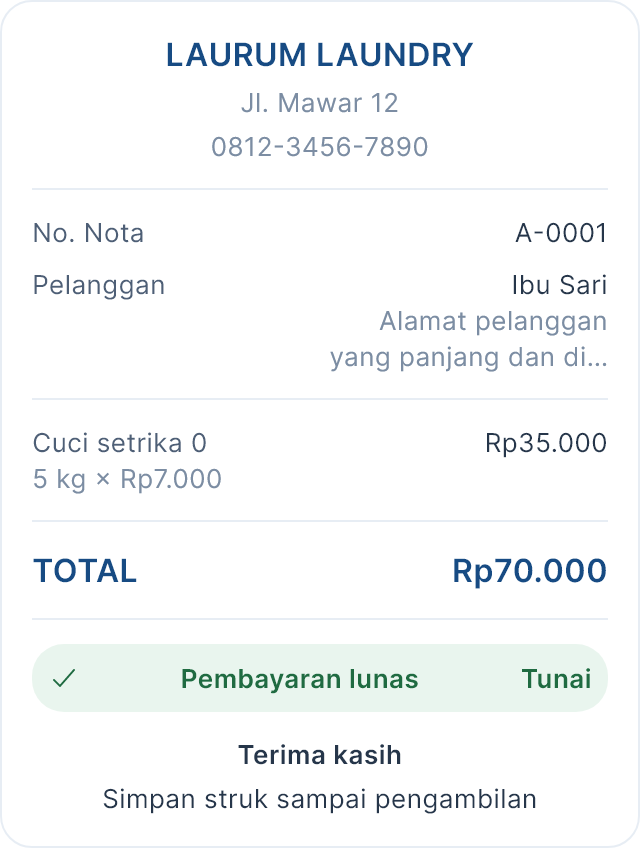 LAURUM LAUNDRY
Jl. Mawar 12
0812-3456-7890
No. Nota A-0001
Pelanggan Ibu Sari
Alamat pelanggan
yang panjang dan di...
Cuci setrika 0 Rp35.000
5 kg × Rp7.000
TOTAL Rp70.000
✓ Pembayaran lunas Tunai
Terima kasih
Simpan struk sampai pengambilan